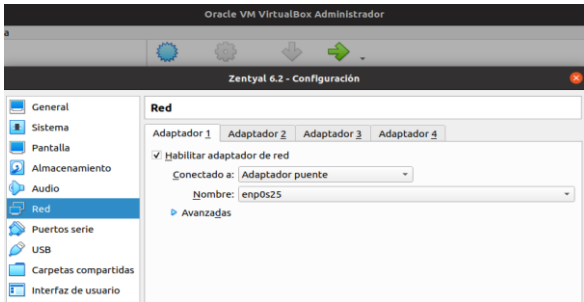 Oracle VM VirtualBox Administrador
a
Zentyal 6.2 - Configuración
General
Sistema
Pantalla
Almacenamiento
Audio
Red
Puertos serie
USB
Carpetas compartidas
Interfaz de usuario
Red
Adaptador 1 Adaptador 2 Adaptador 3 Adaptador 4
Habilitar adaptador de red
Conectado a: Adaptador puente
Nombre: enp0s25
Avanzadas